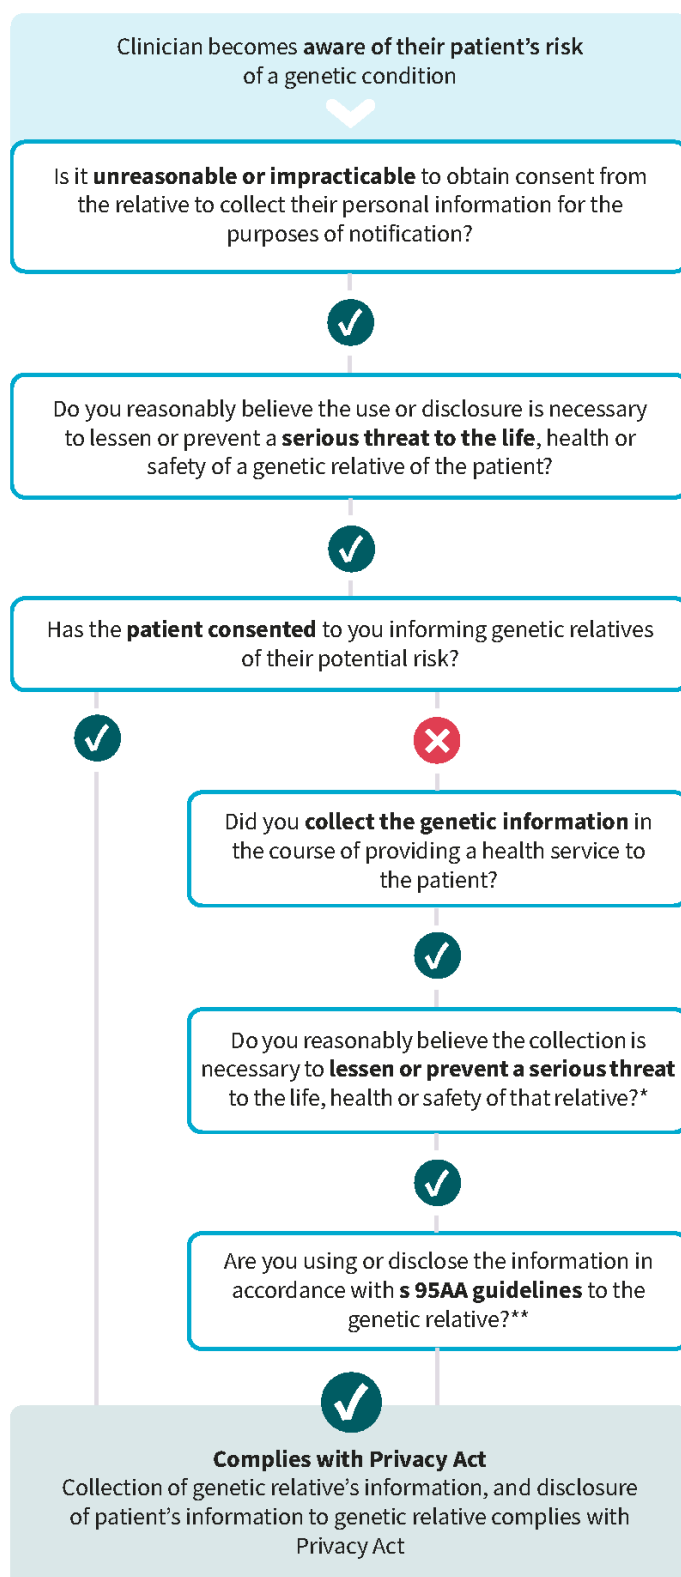 Clinician becomes aware of their patient’s risk
of a genetic condition
Is it unreasonable or impracticable to obtain consent from
the relative to collect their personal information for the
purposes of notification?
Do you reasonably believe the use or disclosure is necessary
to lessen or prevent a serious threat to the life, health or
safety of a genetic relative of the patient?
Has the patient consented to you informing genetic relatives
of their potential risk?
Did you collect the genetic information in
the course of providing a health service to
the patient?
Do you reasonably believe the collection is
necessary to lessen or prevent a serious threat
to the life, health or safety of that relative?*
Are you using or disclose the information in
accordance with s 95AA guidelines to the
genetic relative?**
Complies with Privacy Act
Collection of genetic relative’s information, and disclosure
of patient’s information to genetic relative complies with
Privacy Act